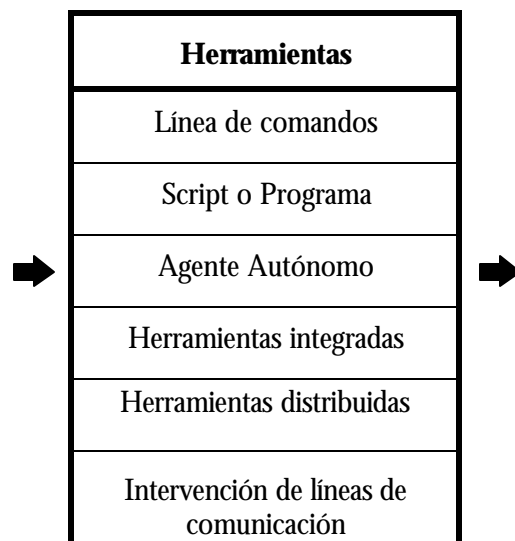 Herramientas
Línea de comandos
Script o Programa
Agente Autónomo
Herramientas integradas
Herramientas distribuidas
Intervención de líneas de
comunicación